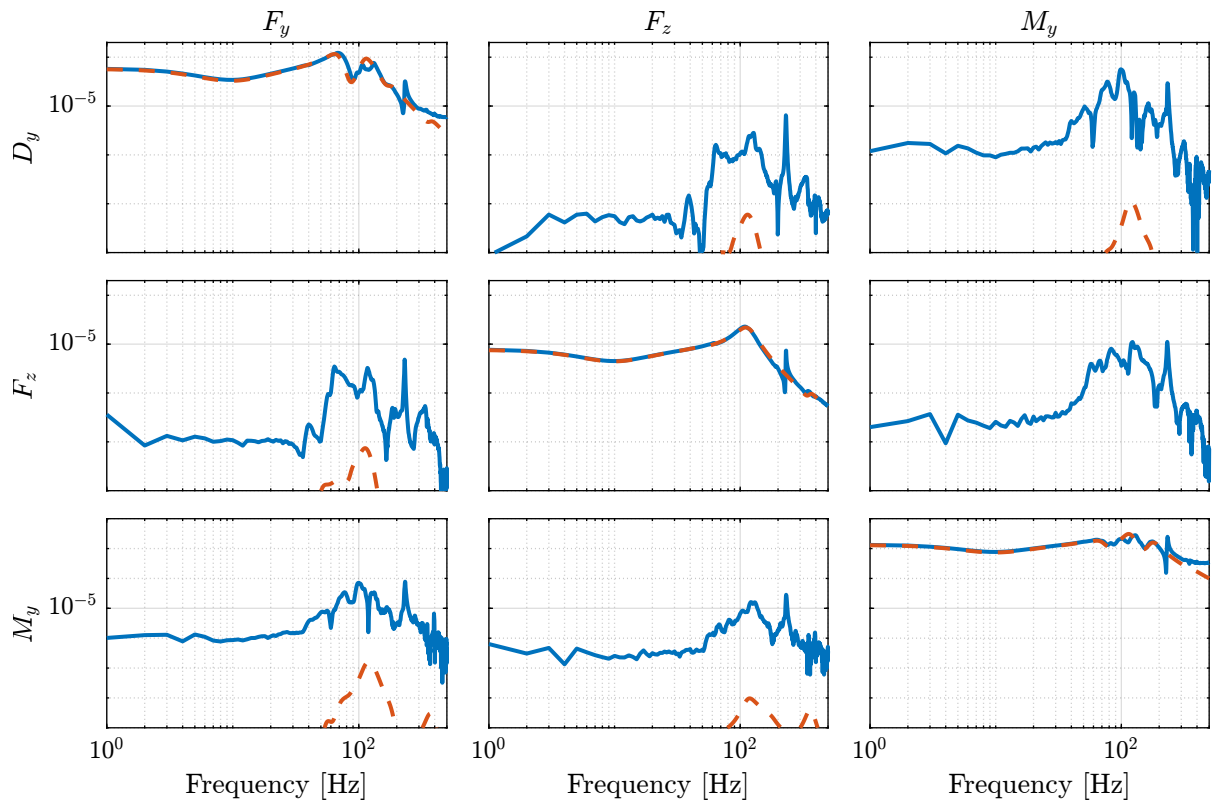 F_y F_z M_y
D_y 10^-5 10^-5 10^-5
F_z 10^-5
M_y 10^-5
10^0 10^2 10^0 10^2 10^0 10^2
Frequency [Hz] Frequency [Hz] Frequency [Hz]